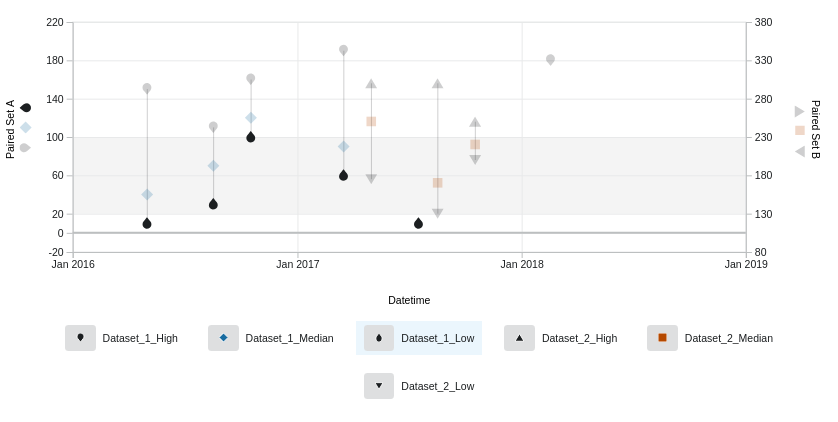 220
380
180
330
140
280
100
230
60
180
20
130
0
-20
80
Paired Set A
Paired Set B
Jan 2016
Jan 2017
Jan 2018
Jan 2019
Datetime
Dataset_1_High
Dataset_1_Median
Dataset_1_Low
Dataset_2_High
Dataset_2_Median
Dataset_2_Low